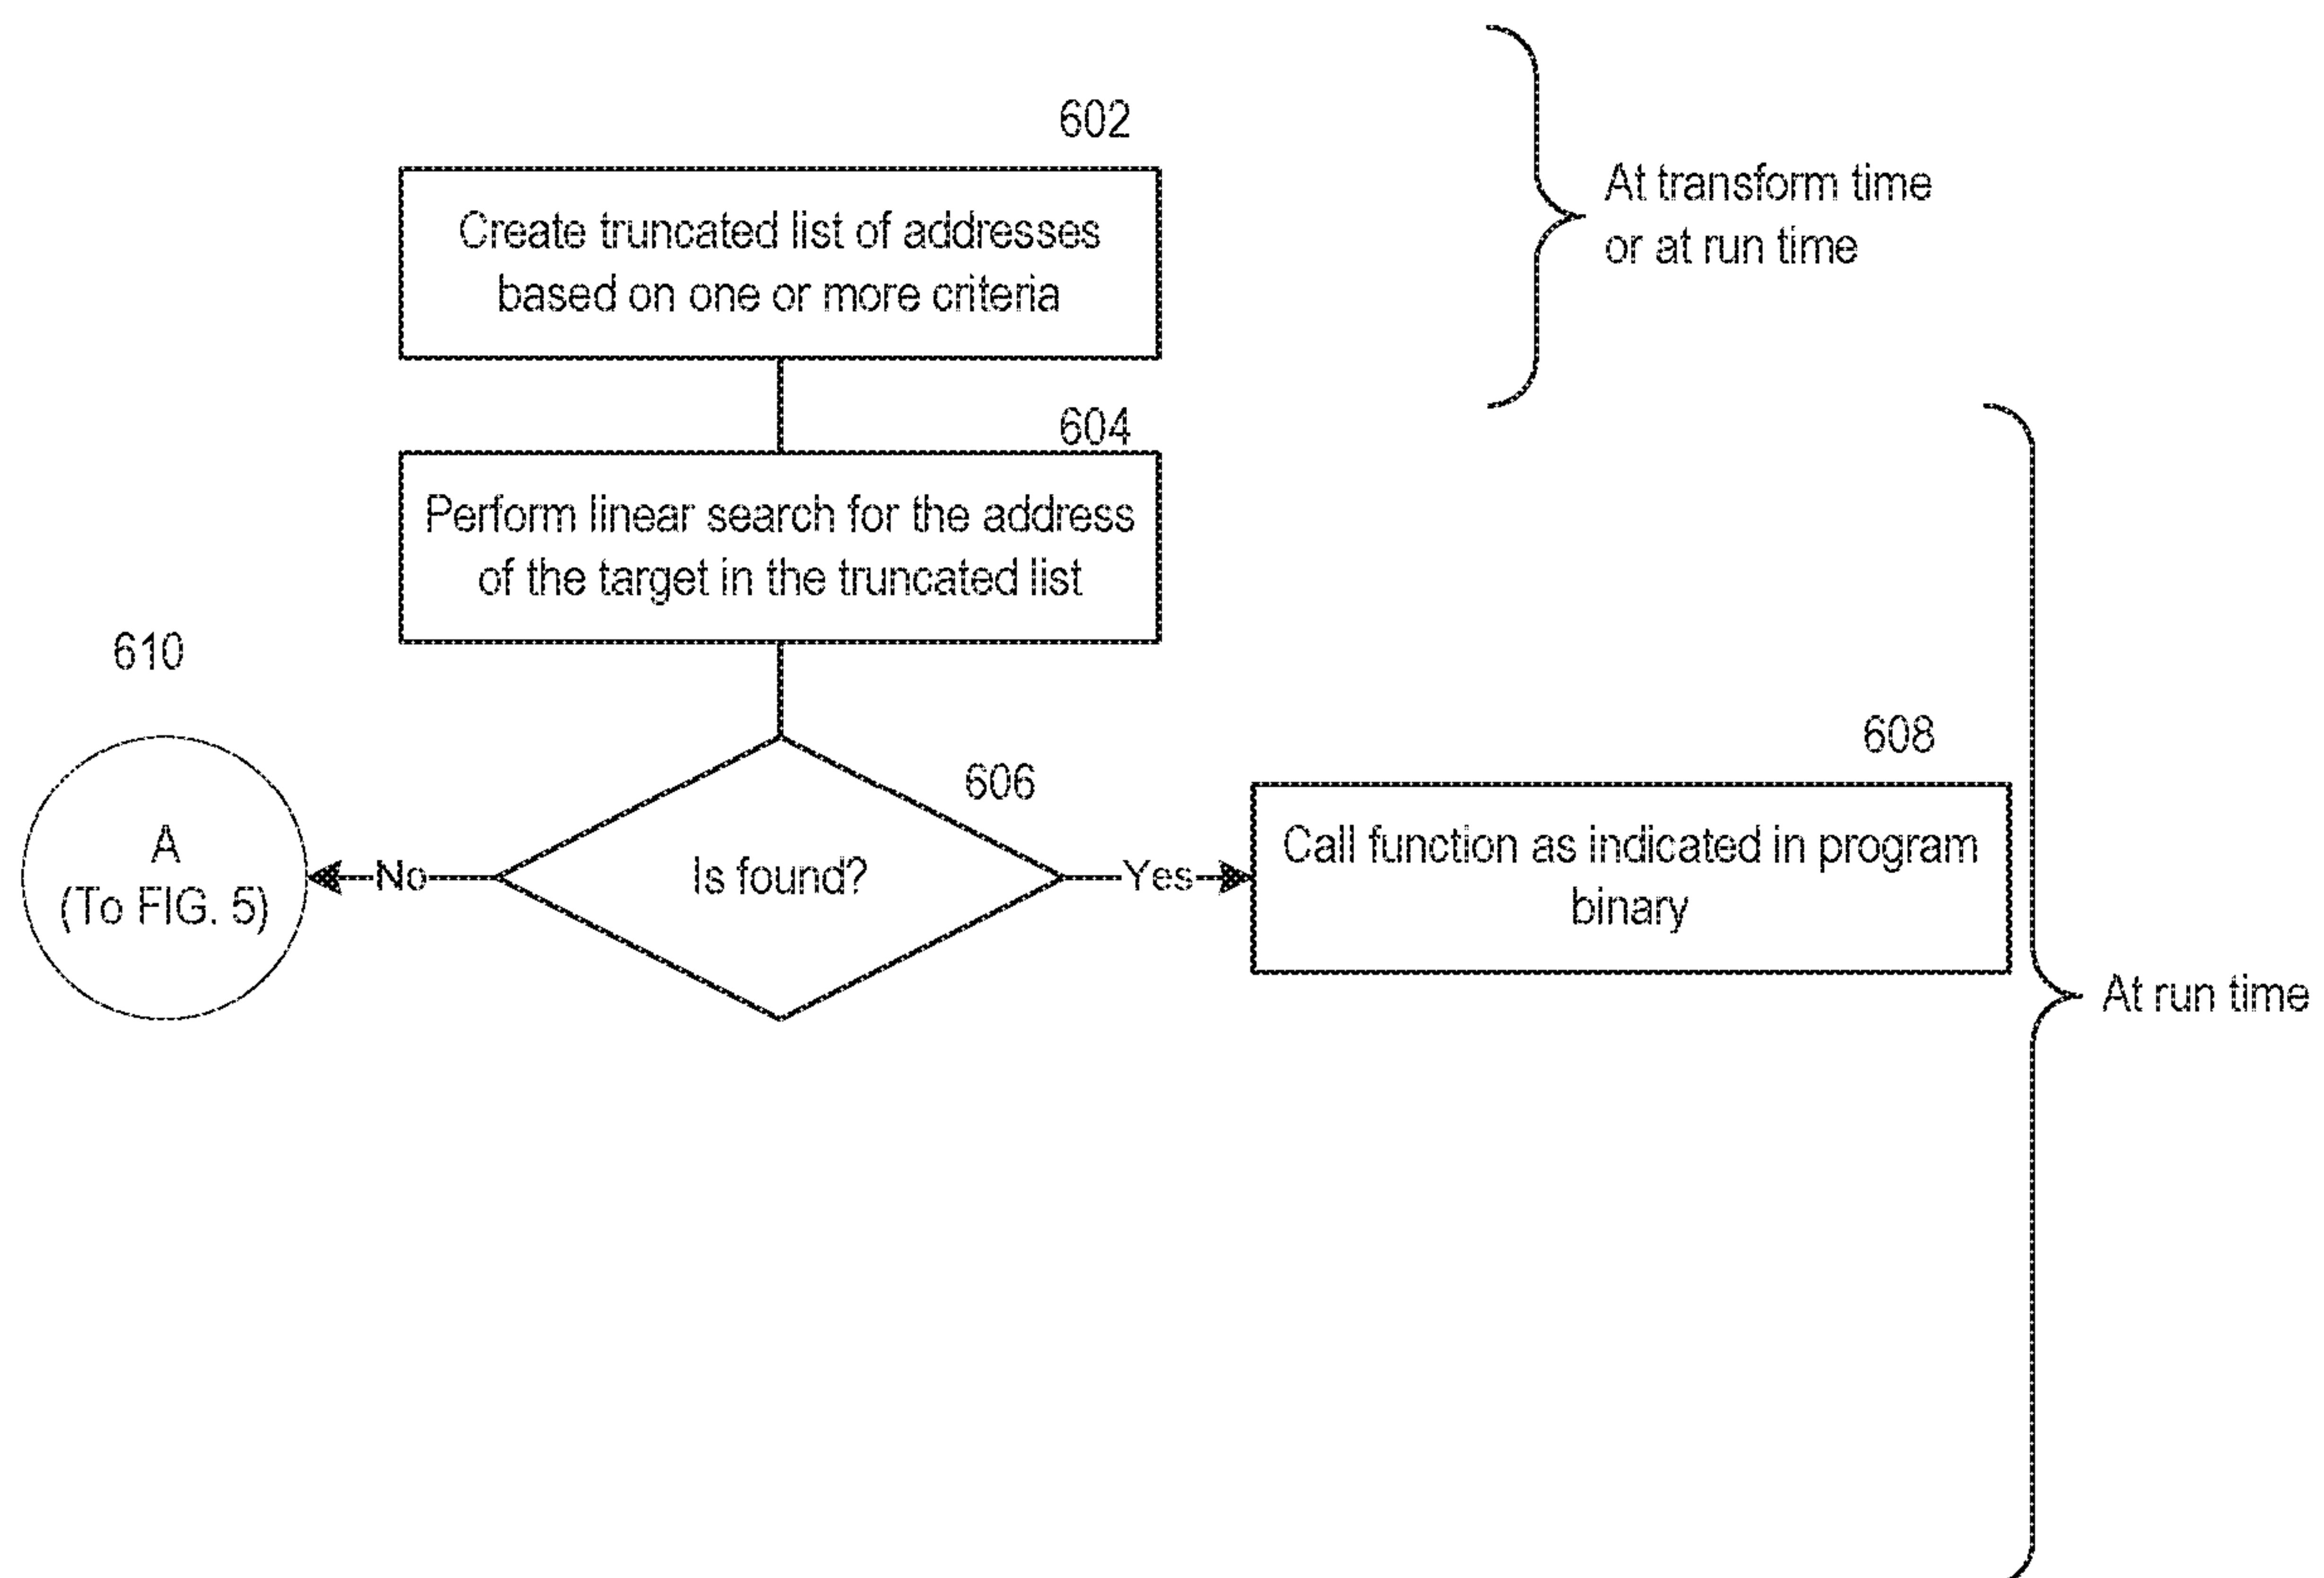 602
Create truncated list of addresses
based on one or more criteria
At transform time
or at run time
604
Perform linear search for the address
of the target in the truncated list
610
A
(To FIG. 5)
No
606
Is found?
Yes
608
Call function as indicated in program
binary
At run time